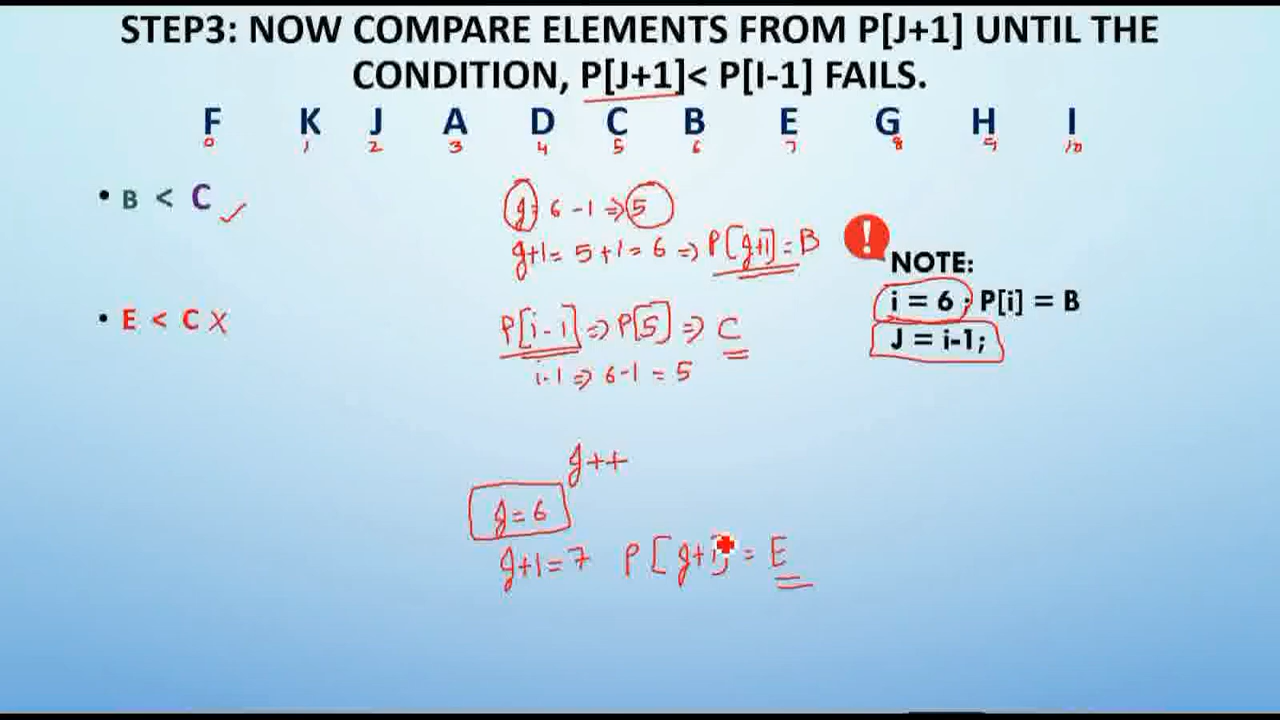 STEP3: NOW COMPARE ELEMENTS FROM P[J+1] UNTIL THE
CONDITION, P[J+1]< P[I-1] FAILS.
F K J A D C B E G H I
0 1 2 3 4 5 6 7 8 9 10
• B < C ✓
• E < C X
j= 6-1 => 5
j+1= 5+1= 6 => P[j+1] = B
P[i-1] => P[5] => C
i-1 => 6-1 = 5
j++
j=6
j+1=7 P[j+1] = E
!
NOTE:
i = 6 ; P[i] = B
J = i-1;